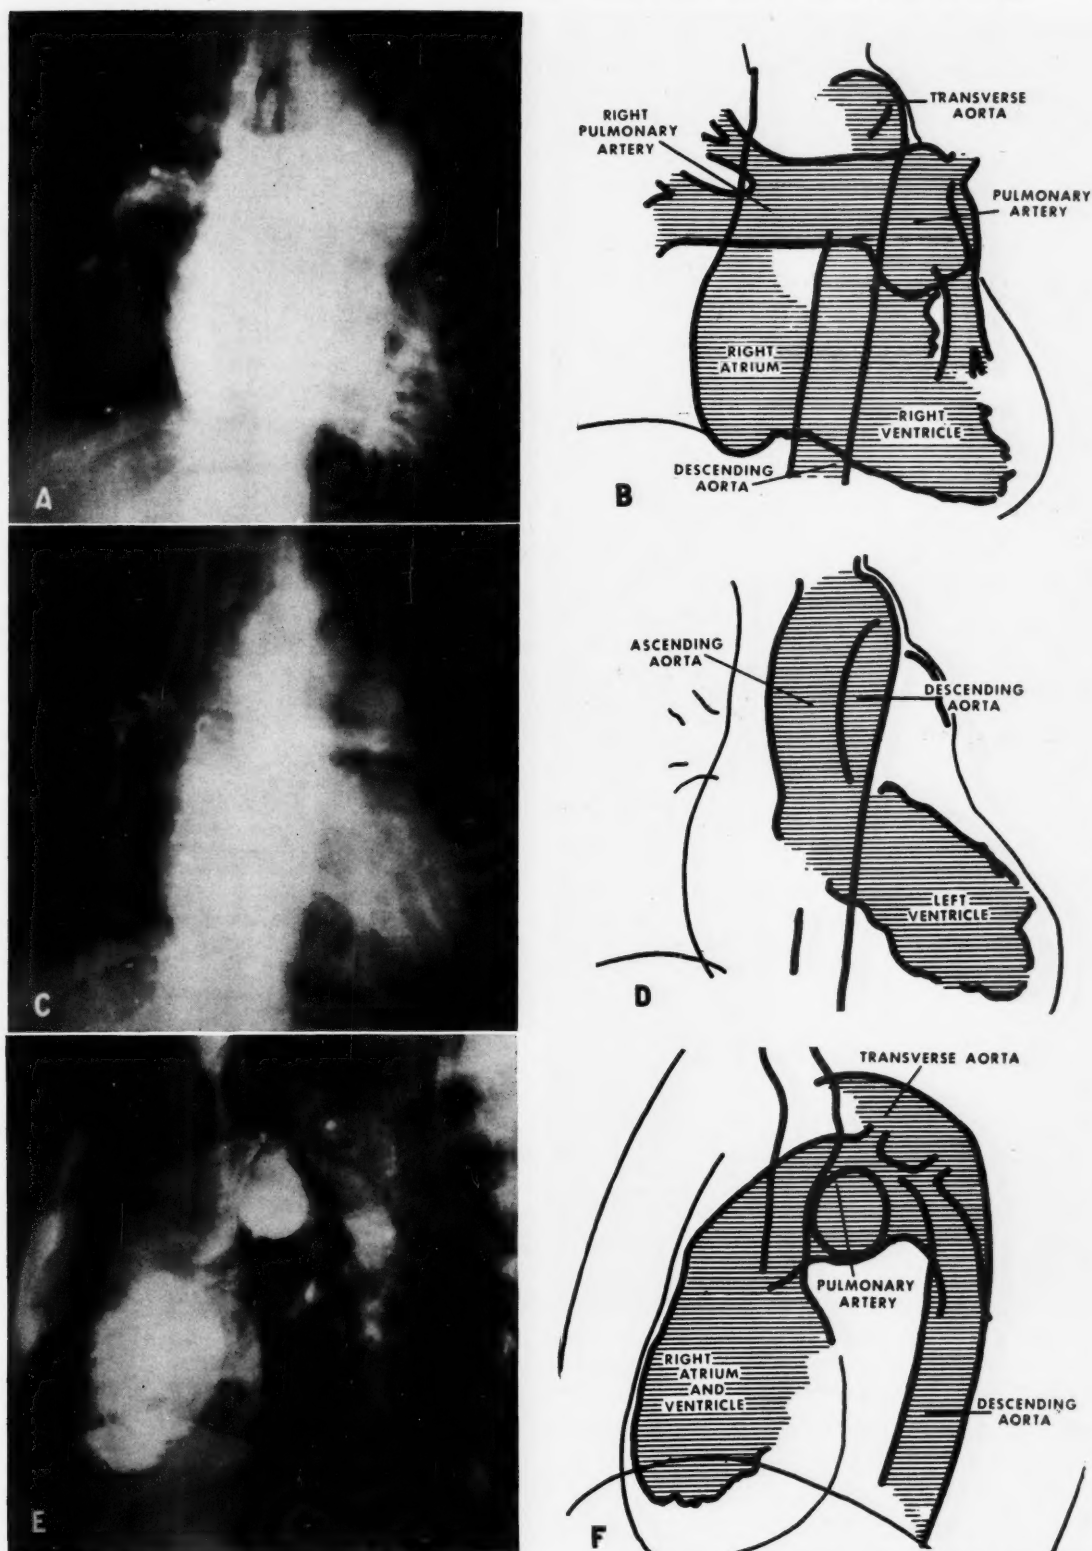 A
TRANSVERSE
AORTA
RIGHT
PULMONARY
ARTERY
PULMONARY
ARTERY
RIGHT
ATRIUM
RIGHT
VENTRICLE
DESCENDING
AORTA
B
C
ASCENDING
AORTA
DESCENDING
AORTA
LEFT
VENTRICLE
D
E
TRANSVERSE AORTA
PULMONARY
ARTERY
RIGHT
ATRIUM
AND
VENTRICLE
DESCENDING
AORTA
F